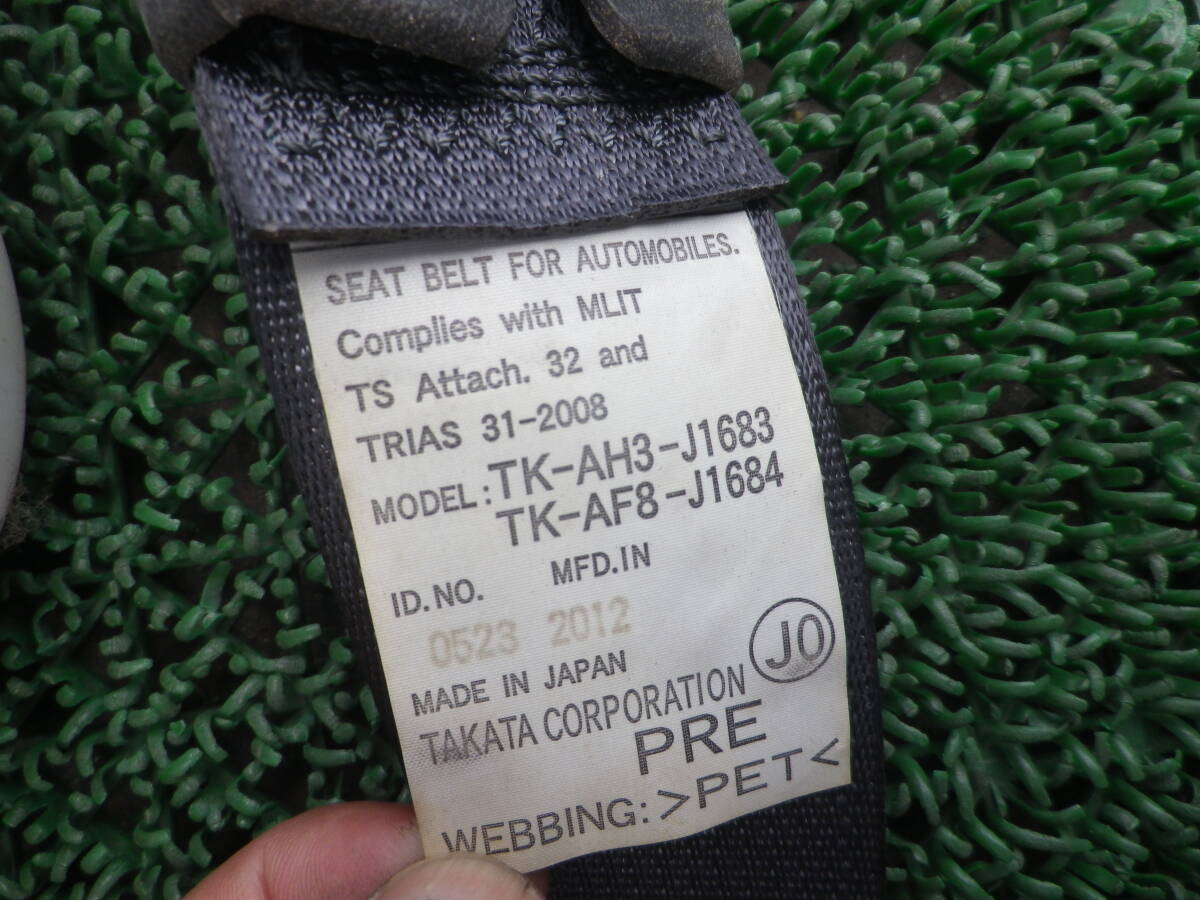 SEAT BELT FOR AUTOMOBILES.
Complies with MLIT
TS Attach. 32 and
TRIAS 31-2008
MODEL: TK-AH3-J1683
TK-AF8-J1684
ID.NO. MFD.IN
0523 2012
MADE IN JAPAN
JO
TAKATA CORPORATION
PRE
WEBBING: >PET<